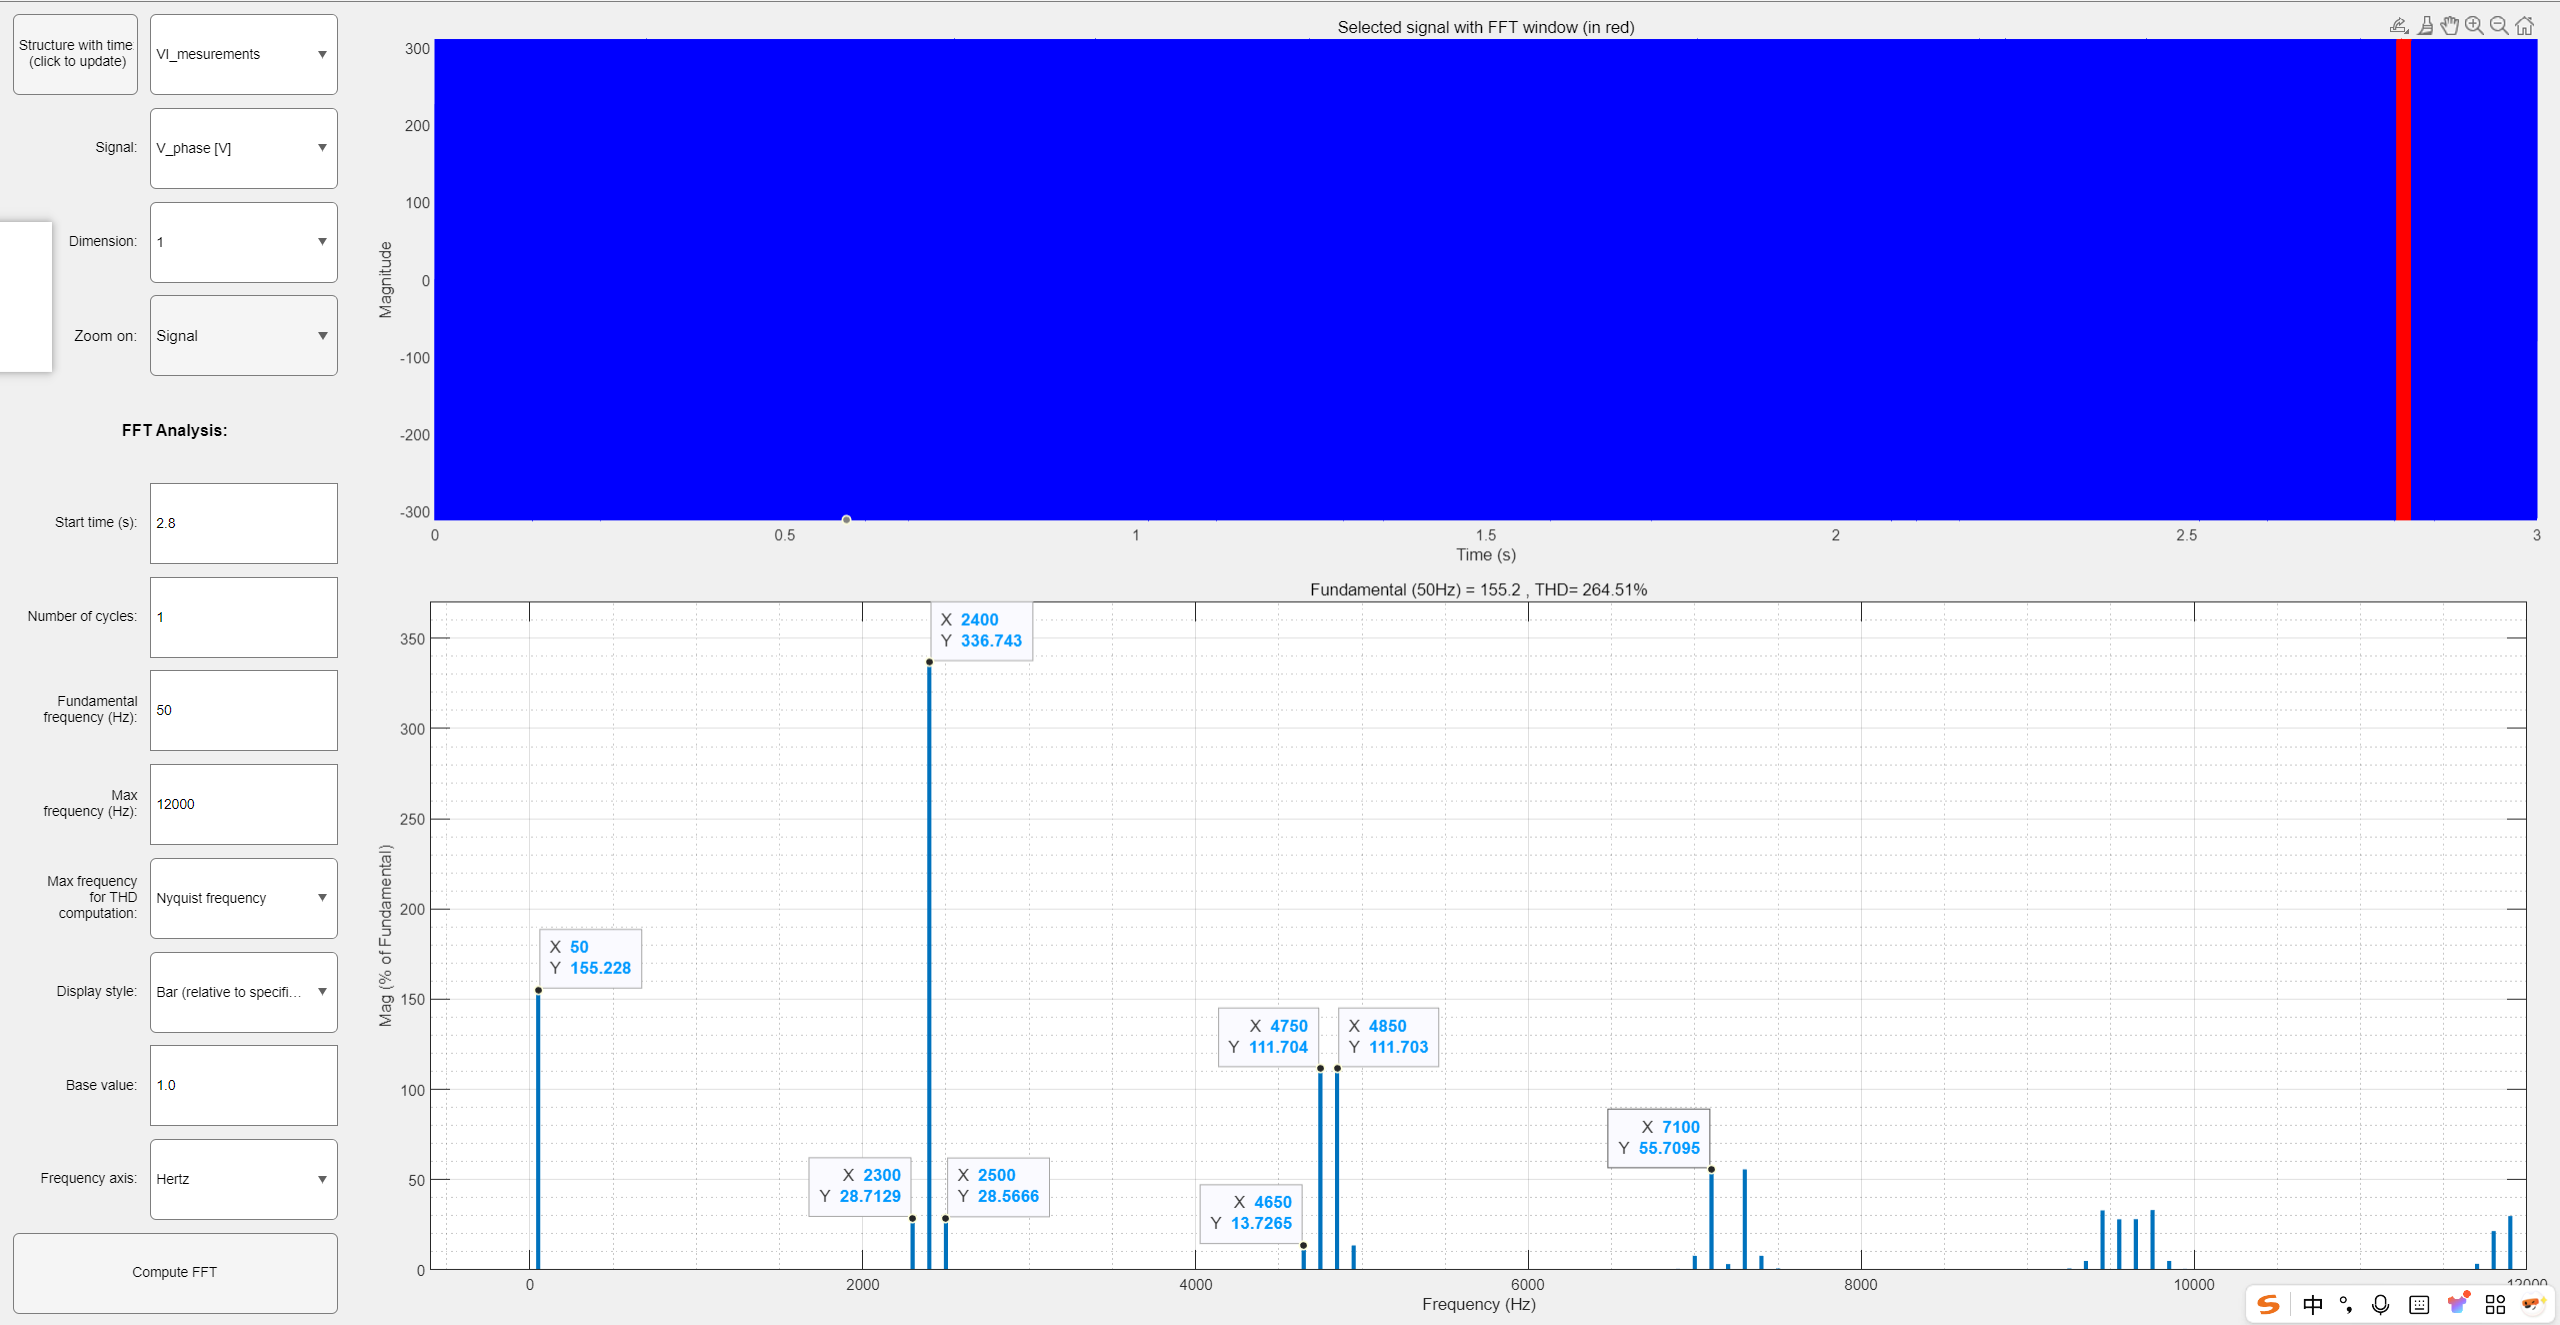 Structure with time
(click to update)
VI_mesurements
Signal:
V_phase [V]
Dimension:
1
Zoom on:
Signal
FFT Analysis:
Start time (s):
2.8
Number of cycles:
1
Fundamental
frequency (Hz):
50
Max
frequency (Hz):
12000
Max frequency
for THD
computation:
Nyquist frequency
Display style:
Bar (relative to specifi...
Base value:
1.0
Frequency axis:
Hertz
Compute FFT
Selected signal with FFT window (in red)
Magnitude
300
200
100
0
-100
-200
-300
0 0.5 1 1.5 2 2.5 3
Time (s)
Fundamental (50Hz) = 155.2 , THD= 264.51%
Mag (% of Fundamental)
350
300
250
200
150
100
50
0
X 2400
Y 336.743
X 50
Y 155.228
X 4750
Y 111.704
X 4850
Y 111.703
X 7100
Y 55.7095
X 2300
Y 28.7129
X 2500
Y 28.5666
X 4650
Y 13.7265
0 2000 4000 6000 8000 10000 12000
Frequency (Hz)
中